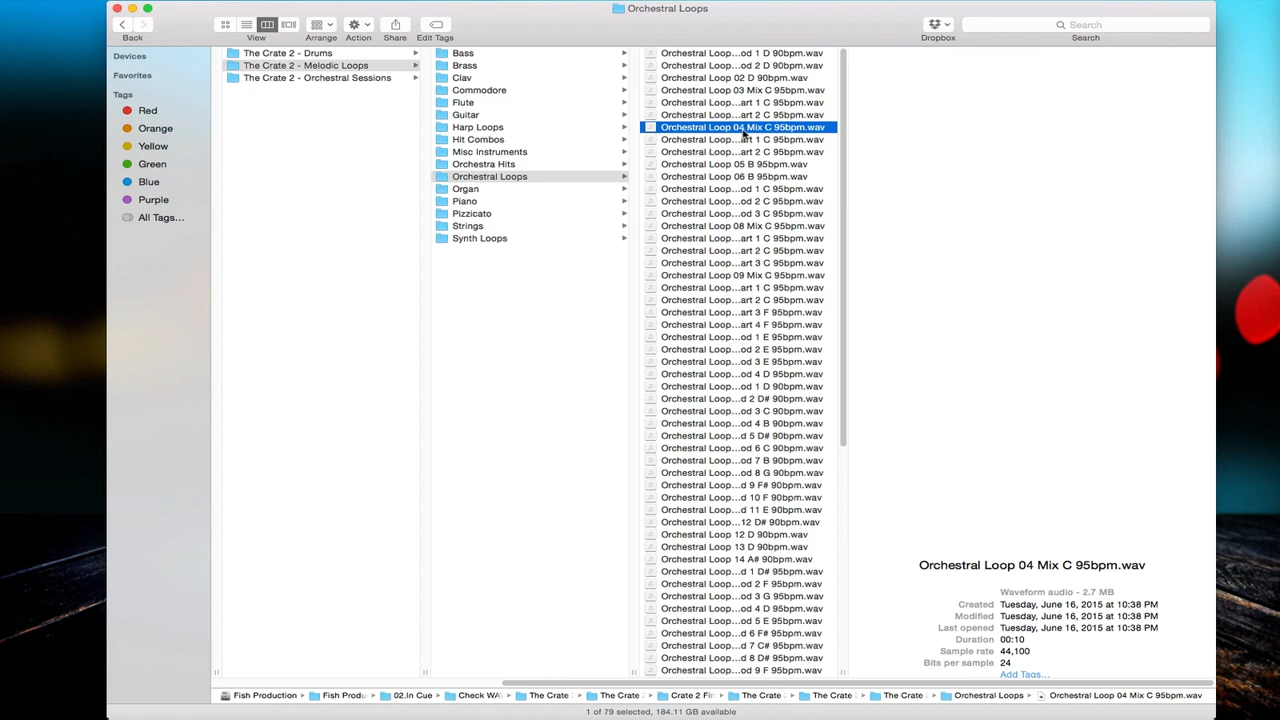 Orchestral Loops
Back
View
Arrange
Action
Share
Edit Tags
Dropbox
Search
Search
Devices
Favorites
Tags
Red
Orange
Yellow
Green
Blue
Purple
All Tags...
The Crate 2 - Drums
The Crate 2 - Melodic Loops
The Crate 2 - Orchestral Sessions
Bass
Brass
Clav
Commodore
Flute
Guitar
Harp Loops
Hit Combos
Misc Instruments
Orchestra Hits
Orchestral Loops
Organ
Piano
Pizzicato
Strings
Synth Loops
Orchestral Loop...od 1 D 90bpm.wav
Orchestral Loop...od 2 D 90bpm.wav
Orchestral Loop 02 D 90bpm.wav
Orchestral Loop 03 Mix C 95bpm.wav
Orchestral Loop...art 1 C 95bpm.wav
Orchestral Loop...art 2 C 95bpm.wav
Orchestral Loop 04 Mix C 95bpm.wav
Orchestral Loop...art 1 C 95bpm.wav
Orchestral Loop...art 2 C 95bpm.wav
Orchestral Loop 05 B 95bpm.wav
Orchestral Loop 06 B 95bpm.wav
Orchestral Loop...od 1 C 95bpm.wav
Orchestral Loop...od 2 C 95bpm.wav
Orchestral Loop...od 3 C 95bpm.wav
Orchestral Loop 08 Mix C 95bpm.wav
Orchestral Loop...art 1 C 95bpm.wav
Orchestral Loop...art 2 C 95bpm.wav
Orchestral Loop...art 3 C 95bpm.wav
Orchestral Loop 09 Mix C 95bpm.wav
Orchestral Loop...art 1 C 95bpm.wav
Orchestral Loop...art 2 C 95bpm.wav
Orchestral Loop...art 3 F 95bpm.wav
Orchestral Loop...art 4 F 95bpm.wav
Orchestral Loop...od 1 E 95bpm.wav
Orchestral Loop...od 2 E 95bpm.wav
Orchestral Loop...od 3 E 95bpm.wav
Orchestral Loop...od 4 D 95bpm.wav
Orchestral Loop...od 1 D 90bpm.wav
Orchestral Loop...d 2 D# 90bpm.wav
Orchestral Loop...od 3 C 90bpm.wav
Orchestral Loop...od 4 B 90bpm.wav
Orchestral Loop...d 5 D# 90bpm.wav
Orchestral Loop...od 6 C 90bpm.wav
Orchestral Loop...od 7 B 90bpm.wav
Orchestral Loop...od 8 G 90bpm.wav
Orchestral Loop...d 9 F# 90bpm.wav
Orchestral Loop...od 10 F 90bpm.wav
Orchestral Loop...od 11 E 90bpm.wav
Orchestral Loop...12 D# 90bpm.wav
Orchestral Loop 12 D 90bpm.wav
Orchestral Loop 13 D 90bpm.wav
Orchestral Loop 14 A# 90bpm.wav
Orchestral Loop...d 1 D# 95bpm.wav
Orchestral Loop...od 2 F 95bpm.wav
Orchestral Loop...od 3 G 95bpm.wav
Orchestral Loop...od 4 D 95bpm.wav
Orchestral Loop...od 5 E 95bpm.wav
Orchestral Loop...d 6 F# 95bpm.wav
Orchestral Loop...d 7 C# 95bpm.wav
Orchestral Loop...d 8 D# 95bpm.wav
Orchestral Loop...od 9 F 95bpm.wav
Orchestral Loop 04 Mix C 95bpm.wav
Waveform audio - 2.7 MB
Created Tuesday, June 16, 2015 at 10:38 PM
Modified Tuesday, June 16, 2015 at 10:38 PM
Last opened Tuesday, June 16, 2015 at 10:38 PM
Duration 00:10
Sample rate 44,100
Bits per sample 24
Add Tags...
Fish Production Fish Produ 02.In Cue Check WA The Crate The Crate Crate 2 Fi The Crate The Crate The Crate Orchestral Loops Orchestral Loop 04 Mix C 95bpm.wav
1 of 79 selected, 184.11 GB available